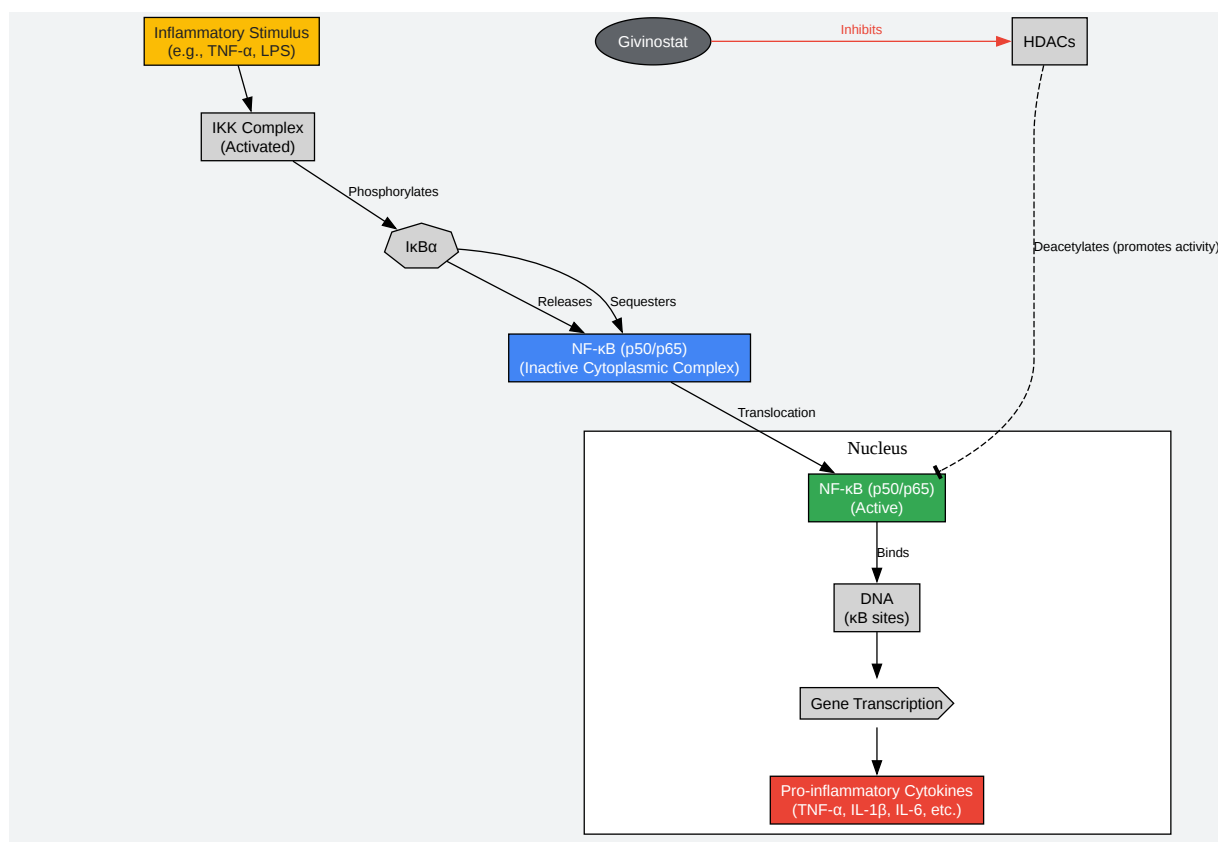 Inflammatory Stimulus
(e.g., TNF-α, LPS)
Givinostat
Inhibits
HDACs
IKK Complex
(Activated)
Phosphorylates
IκBα
Deacetylates (promotes activity)
Releases
Sequesters
NF-κB (p50/p65)
(Inactive Cytoplasmic Complex)
Translocation
Nucleus
NF-κB (p50/p65)
(Active)
Binds
DNA
(κB sites)
Gene Transcription
Pro-inflammatory Cytokines
(TNF-α, IL-1β, IL-6, etc.)